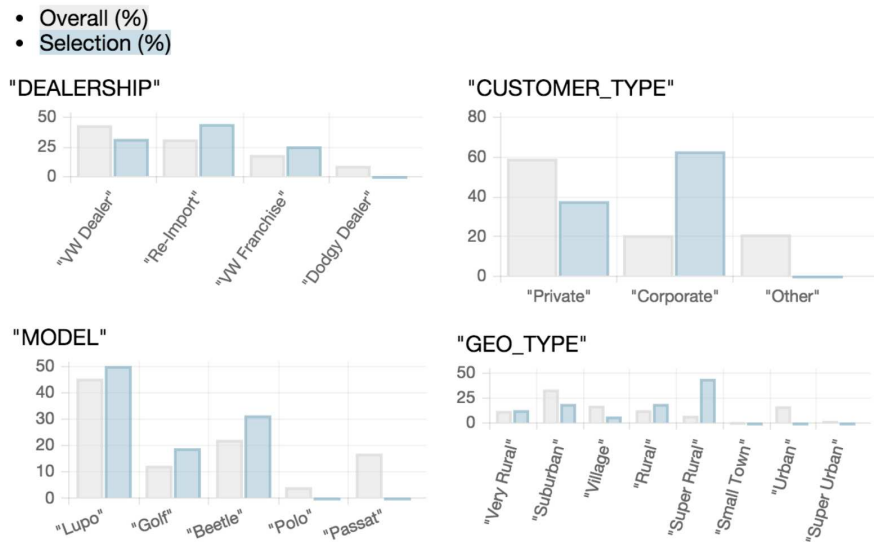 Overall (%)
Selection (%)
"DEALERSHIP"
50
25
0
"VW Dealer"
"Re-Import"
"VW Franchise"
"Dodgy Dealer"
"CUSTOMER_TYPE"
80
60
40
20
0
"Private"
"Corporate"
"Other"
"MODEL"
50
40
30
20
10
0
"Lupo"
"Golf"
"Beetle"
"Polo"
"Passat"
"GEO_TYPE"
50
25
0
"Very Rural"
"Suburban"
"Village"
"Rural"
"Super Rural"
"Small Town"
"Urban"
"Super Urban"